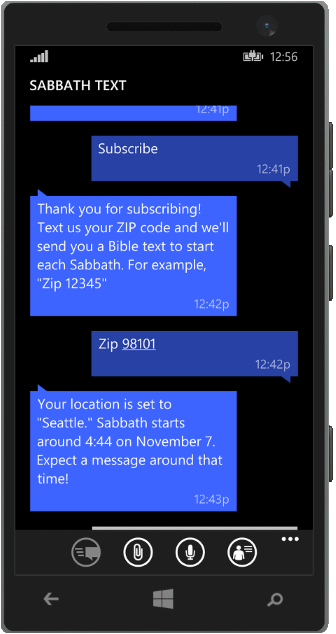 12:56
SABBATH TEXT
12:41p
Subscribe
12:41p
Thank you for subscribing!
Text us your ZIP code and we'll
send you a Bible text to start
each Sabbath. For example,
"Zip 12345"
12:42p
Zip 98101
12:42p
Your location is set to
"Seattle." Sabbath starts
around 4:44 on November 7.
Expect a message around that
time!
12:43p